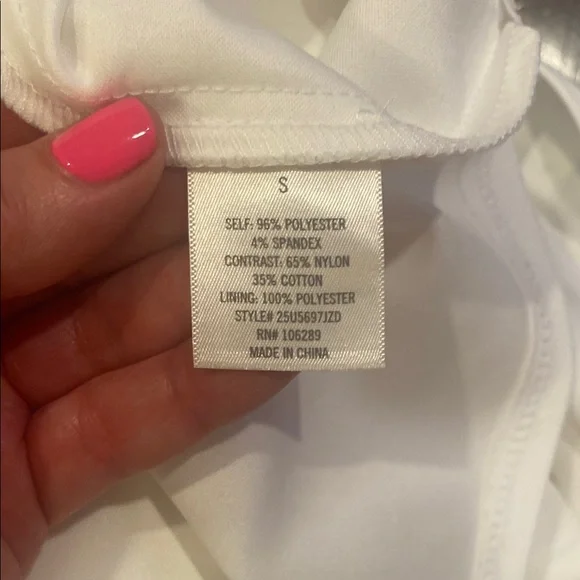 S
SELF: 96% POLYESTER
4% SPANDEX
CONTRAST: 65% NYLON
35% COTTON
LINING: 100% POLYESTER
STYLE# 25U5697JZD
RN# 106289
MADE IN CHINA